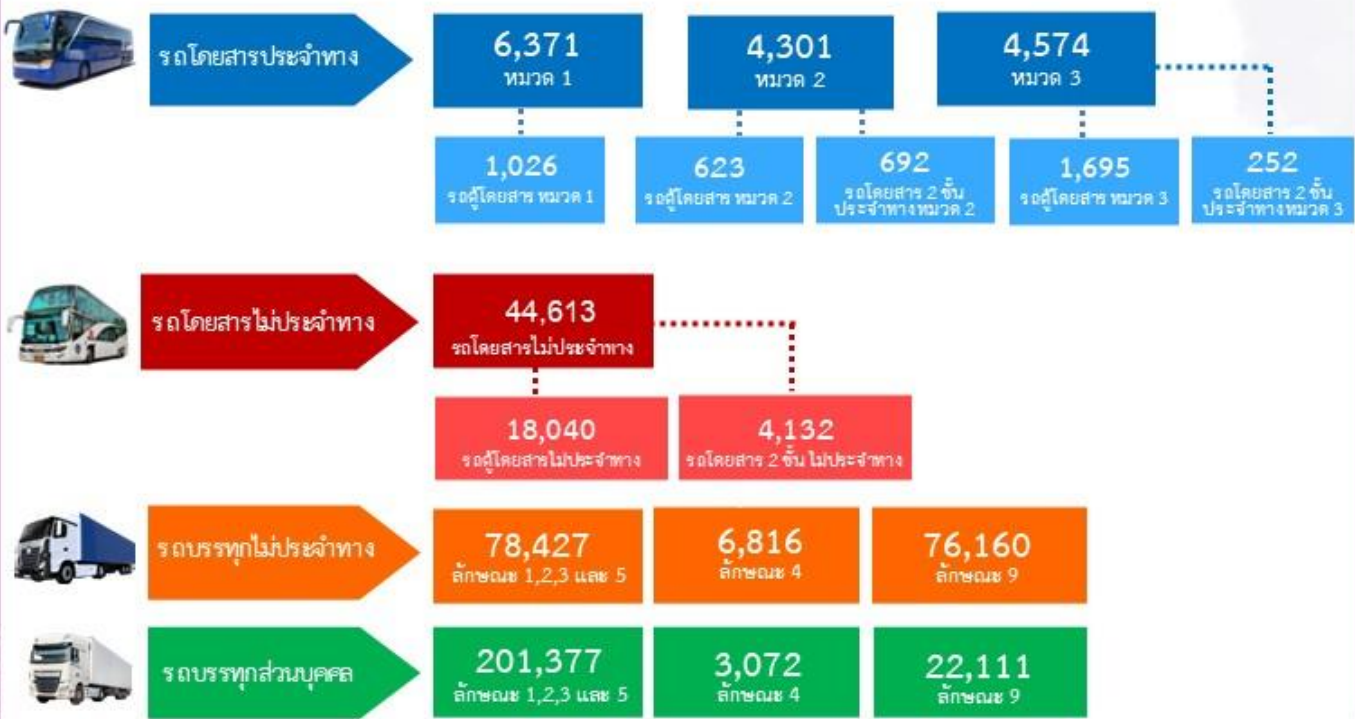 รถโดยสารประจำทาง
6,371
หมวด 1
4,301
หมวด 2
4,574
หมวด 3
1,026
รถตู้โดยสาร หมวด 1
623
รถตู้โดยสาร หมวด 2
692
รถโดยสาร 2 ชั้น
ประจำทางหมวด 2
1,695
รถตู้โดยสาร หมวด 3
252
รถโดยสาร 2 ชั้น
ประจำทางหมวด 3
รถโดยสารไม่ประจำทาง
44,613
รถโดยสารไม่ประจำทาง
18,040
รถตู้โดยสารไม่ประจำทาง
4,132
รถโดยสาร 2 ชั้น ไม่ประจำทาง
รถบรรทุกไม่ประจำทาง
78,427
ลักษณะ 1,2,3 และ 5
6,816
ลักษณะ 4
76,160
ลักษณะ 9
รถบรรทุกส่วนบุคคล
201,377
ลักษณะ 1,2,3 และ 5
3,072
ลักษณะ 4
22,111
ลักษณะ 9